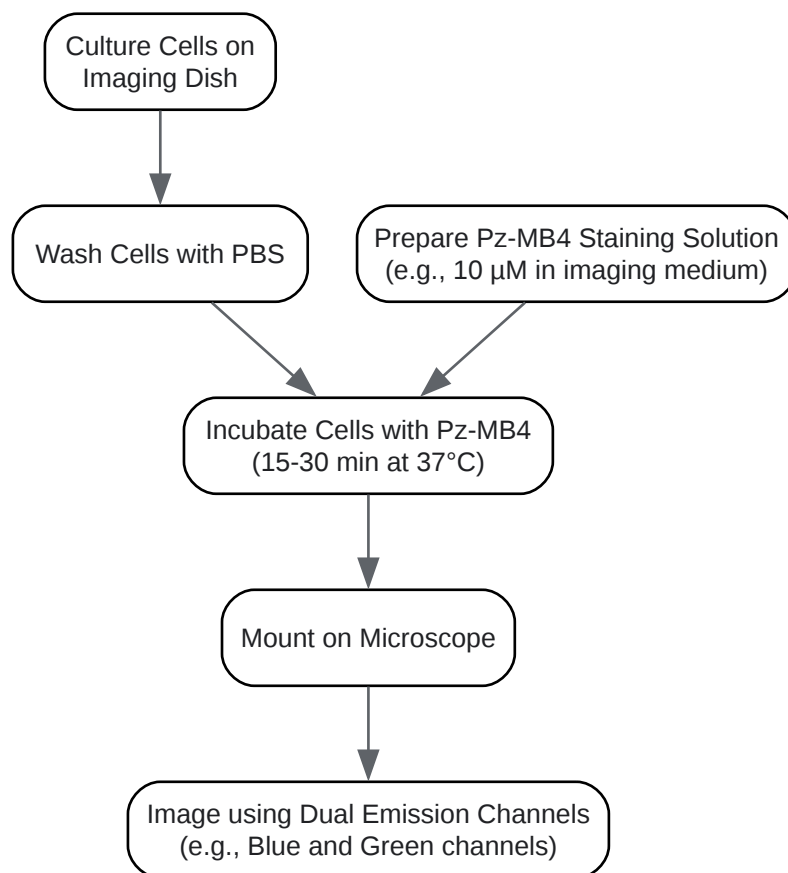 Culture Cells on
Imaging Dish
Wash Cells with PBS
Prepare Pz-MB4 Staining Solution
(e.g., 10 µM in imaging medium)
Incubate Cells with Pz-MB4
(15-30 min at 37°C)
Mount on Microscope
Image using Dual Emission Channels
(e.g., Blue and Green channels)